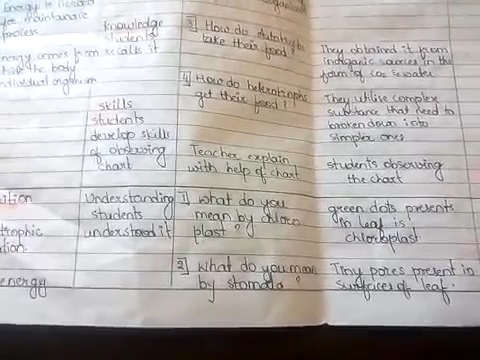 Energy is needed
process
knowledge
students
recalls it
3] How do autotrophs
take their food?
They obtained it from
inorganic sources in the
form of co2 & water
energy comes from
the body
individual organism
4] How do heterotrophs
get their food?
They utilise complex
substance that need to
broken down into
simpler ones
skills
students
develop skills
of observing
chart
Teacher explain
with help of chart
students observing
the chart
Understanding
students
understood it
1] what do you
mean by chloro
plast?
green dots presents
in leaf is
chloroplast.
energy
2] what do you mean
by stomata?
Tiny pores present in
surfaces of leaf.